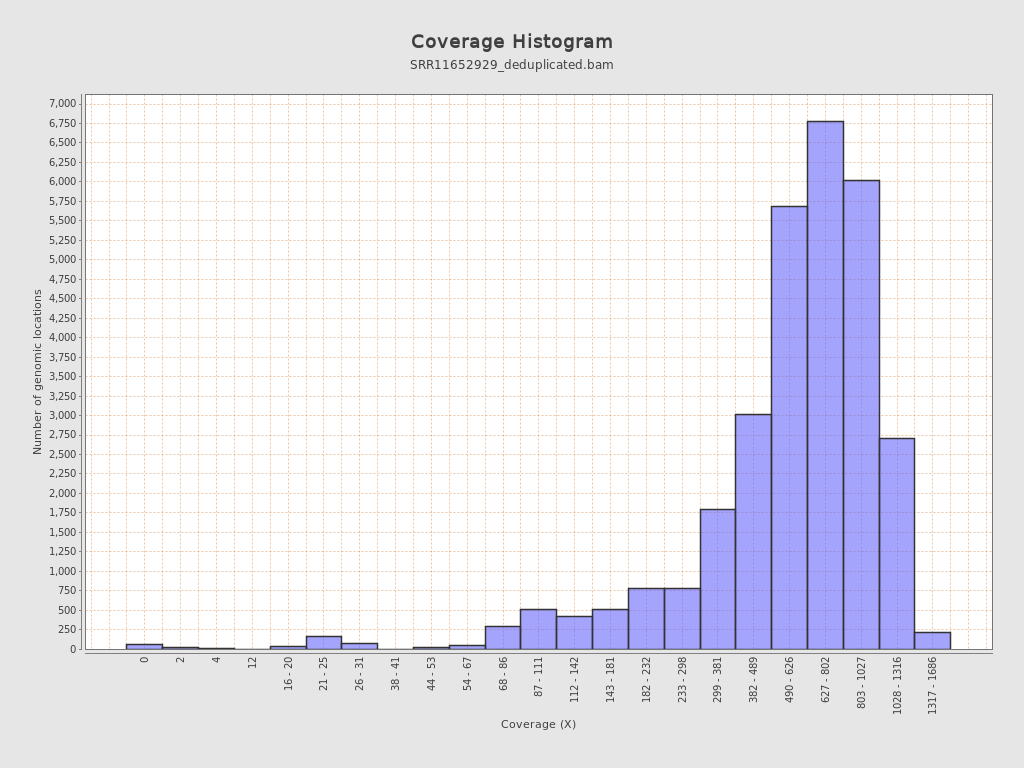 Coverage Histogram
SRR11652929_deduplicated.bam
Number of genomic locations
7,000
6,750
6,500
6,250
6,000
5,750
5,500
5,250
5,000
4,750
4,500
4,250
4,000
3,750
3,500
3,250
3,000
2,750
2,500
2,250
2,000
1,750
1,500
1,250
1,000
750
500
250
0
0
2
4
12
16 - 20
21 - 25
26 - 31
38 - 41
44 - 53
54 - 67
68 - 86
87 - 111
112 - 142
143 - 181
182 - 232
233 - 298
299 - 381
382 - 489
490 - 626
627 - 802
803 - 1027
1028 - 1316
1317 - 1686
Coverage (X)